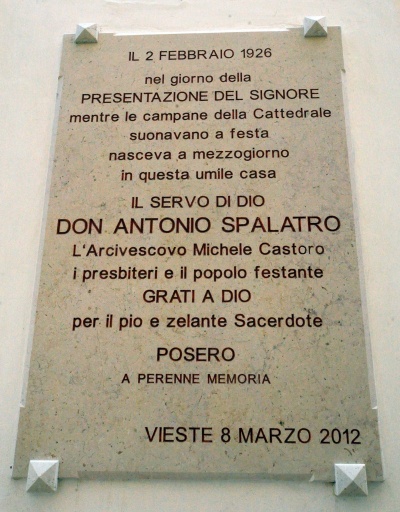 IL 2 FEBBRAIO 1926
nel giorno della
PRESENTAZIONE DEL SIGNORE
mentre le campane della Cattedrale
suonavano a festa
nasceva a mezzogiorno
in questa umile casa
IL SERVO DI DIO
DON ANTONIO SPALATRO
L'Arcivescovo Michele Castoro
i presbiteri e il popolo festante
GRATI A DIO
per il pio e zelante Sacerdote
POSERO
A PERENNE MEMORIA
VIESTE 8 MARZO 2012